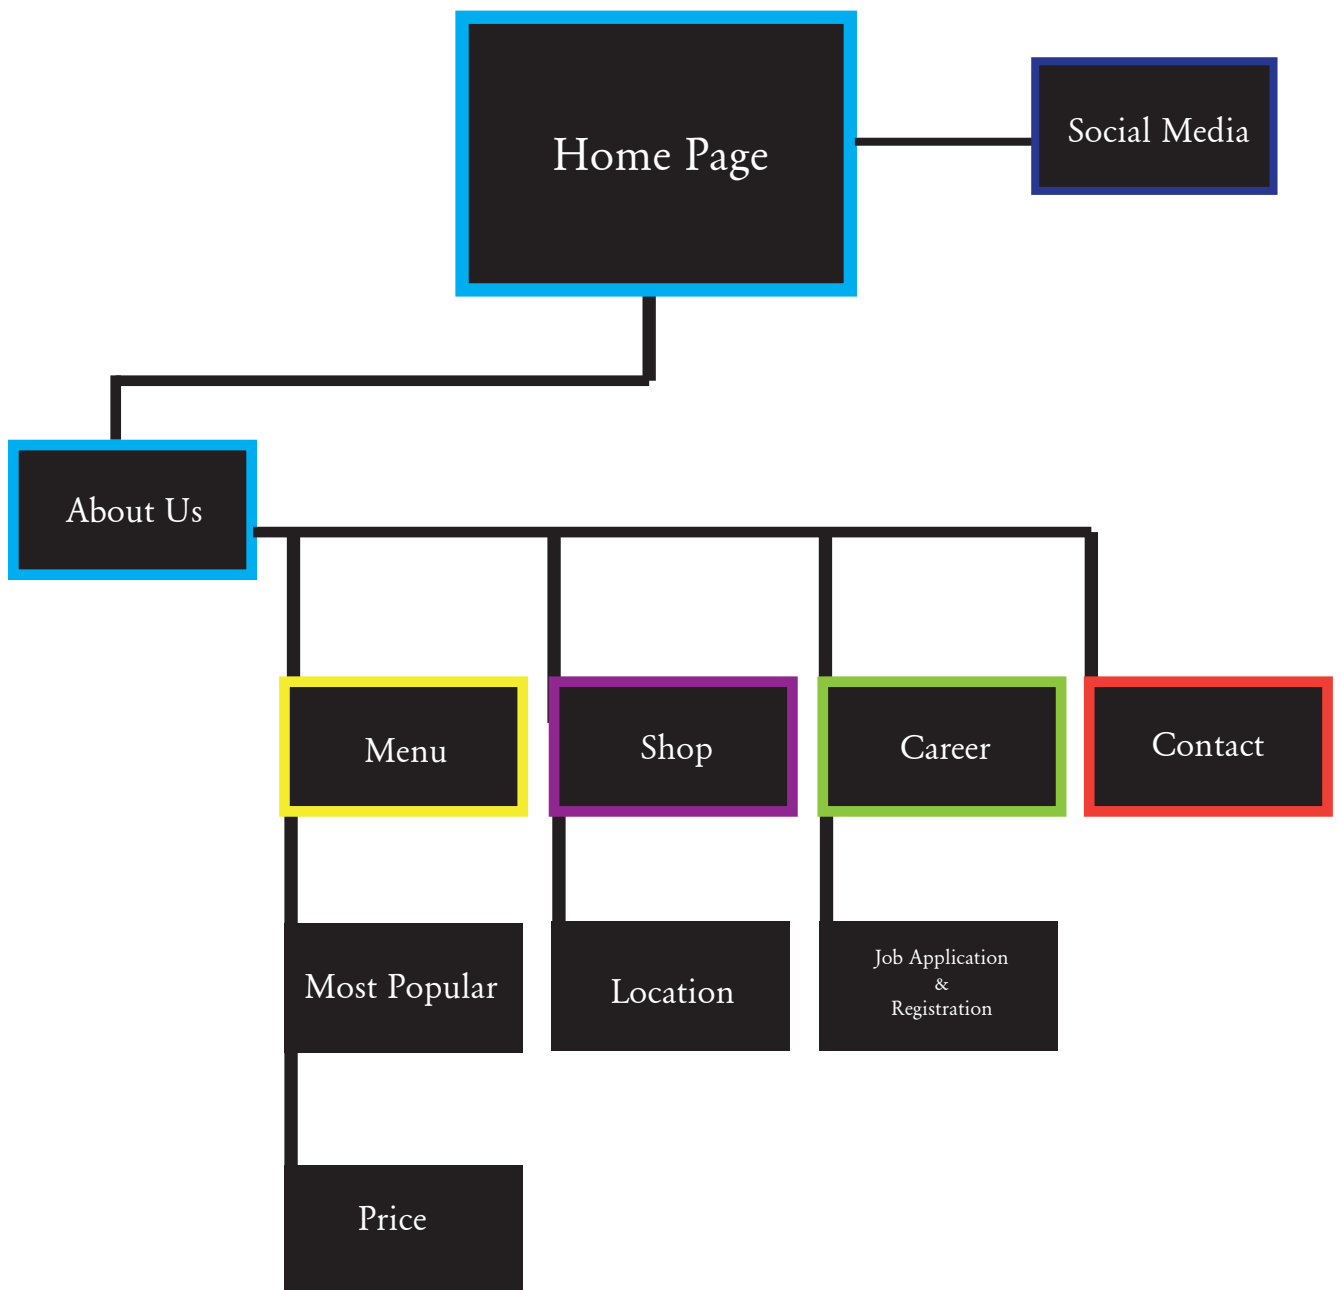 Home Page
Social Media
About Us
Menu
Shop
Career
Contact
Most Popular
Location
Job Application
&
Registration
Price